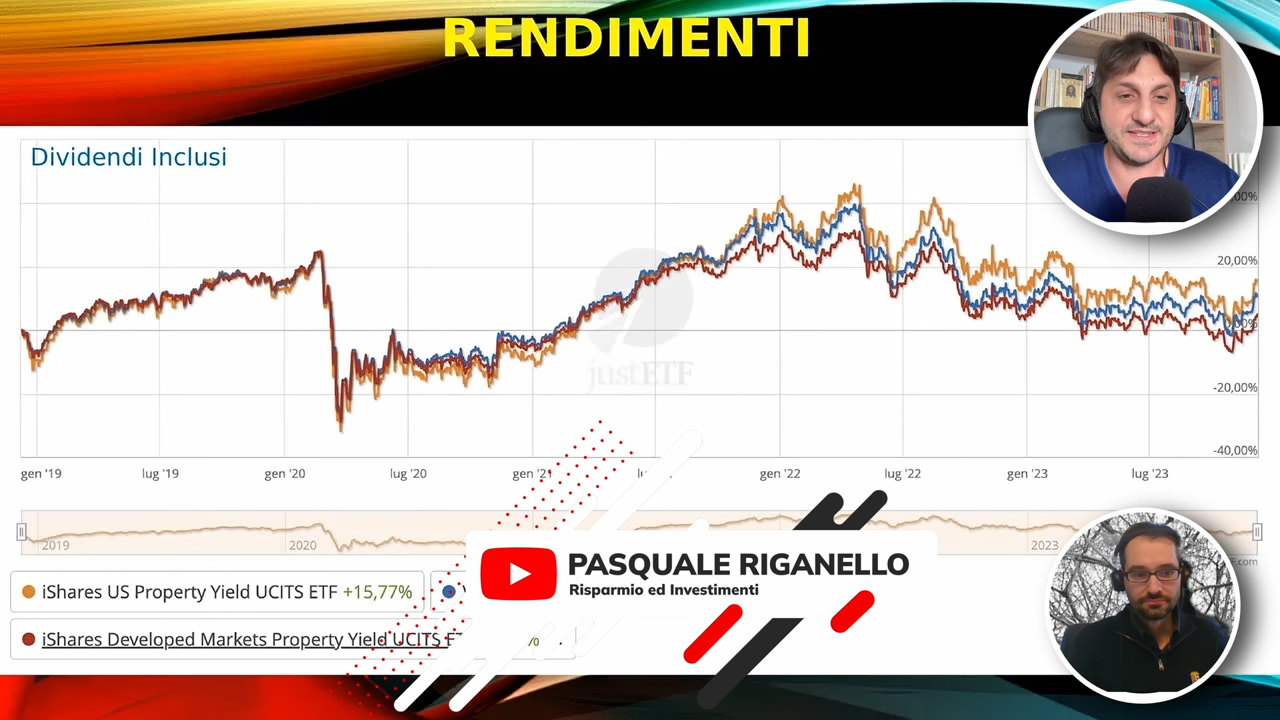 RENDIMENTI
Dividendi Inclusi
20,00%
-20,00%
-40,00%
justETF
gen '19
lug '19
gen '20
lug '20
gen '21
gen '22
lug '22
gen '23
lug '23
2019
2020
2023
iShares US Property Yield UCITS ETF +15,77%
iShares Developed Markets Property Yield UCITS
PASQUALE RIGANELLO
Risparmio ed Investimenti